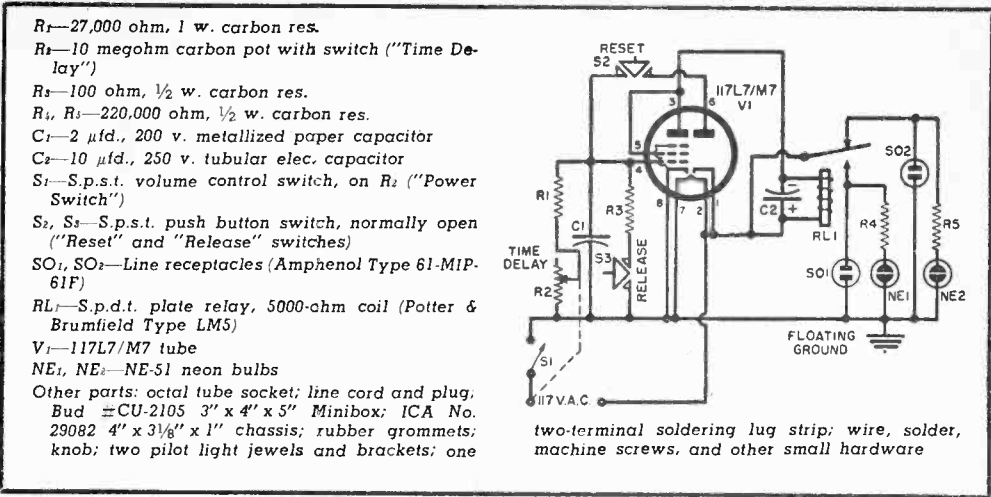 R1—27,000 ohm, 1 w. carbon res.
R2—10 megohm carbon pot with switch ("Time De-
lay")
R3—100 ohm, ½ w. carbon res.
R4, R5—220,000 ohm, ½ w. carbon res.
C1—2 μfd., 200 v. metallized paper capacitor
C2—10 μfd., 250 v. tubular elec. capacitor
S1—S.p.s.t. volume control switch, on R2 ("Power
Switch")
S2, S3—S.p.s.t. push button switch, normally open
("Reset" and "Release" switches)
SO1, SO2—Line receptacles (Amphenol Type 61-MIP-
61F)
RL1—S.p.d.t. plate relay, 5000-ohm coil (Potter &
Brumfield Type LM5)
V1—117L7/M7 tube
NE1, NE2—NE-51 neon bulbs
Other parts: octal tube socket; line cord and plug;
Bud #CU-2105 3" x 4" x 5" Minibox; ICA No.
29082 4" x 3⅛" x 1" chassis; rubber grommets;
knob; two pilot light jewels and brackets; one
RESET
S2
117L7/M7
V1
3
6
5
4
8
7
2
1
R1
C1
R3
S3
RELEASE
TIME
DELAY
R2
C2
−
+
RL1
SO2
R4
R5
SO1
NE1
NE2
FLOATING
GROUND
S1
117 V.A.C.
two-terminal soldering lug strip; wire, solder,
machine screws, and other small hardware